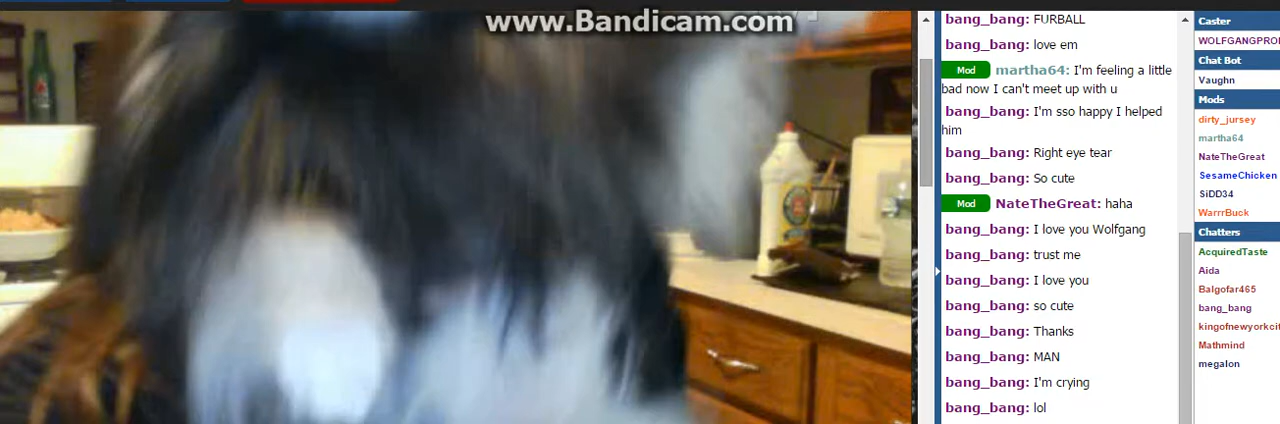 www.Bandicam.com
bang_bang: FURBALL
bang_bang: love em
Mod martha64: I'm feeling a little
bad now I can't meet up with u
bang_bang: I'm sso happy I helped
him
bang_bang: Right eye tear
bang_bang: So cute
Mod NateTheGreat: haha
bang_bang: I love you Wolfgang
bang_bang: trust me
bang_bang: I love you
bang_bang: so cute
bang_bang: Thanks
bang_bang: MAN
bang_bang: I'm crying
bang_bang: lol
Caster
WOLFGANGPRO
Chat Bot
Vaughn
Mods
dirty_jursey
martha64
NateTheGreat
SesameChicken
SiDD34
WarrrBuck
Chatters
AcquiredTaste
Aida
Balgofar465
bang_bang
kingofnewyorkci
Mathmind
megalon